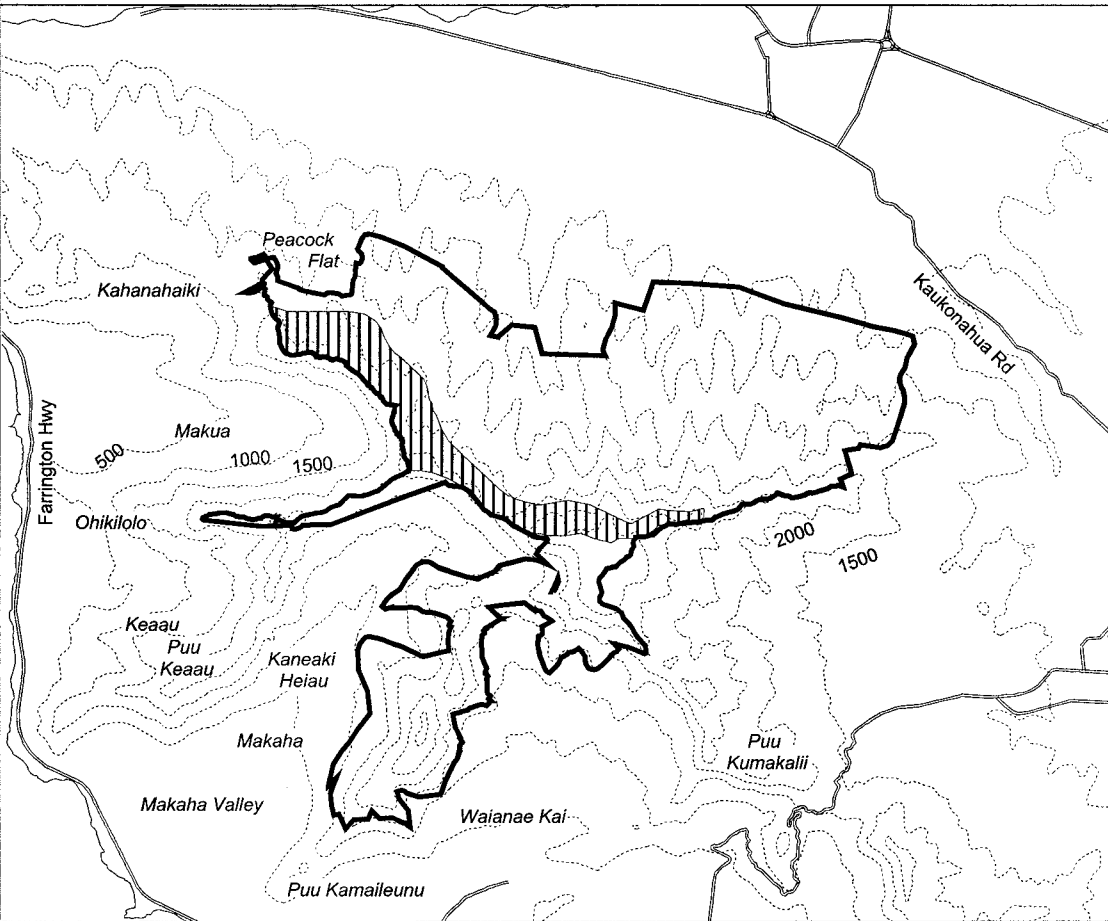 Peacock
Flat
Kahanahaiki
Kaukonahua Rd
Farrington Hwy
Makua
500
1000
1500
Ohikilolo
2000
1500
Keaau
Puu
Keaau
Kaneaki
Heiau
Makaha
Puu
Kumakalii
Makaha Valley
Waianae Kai
Puu Kamaileunu